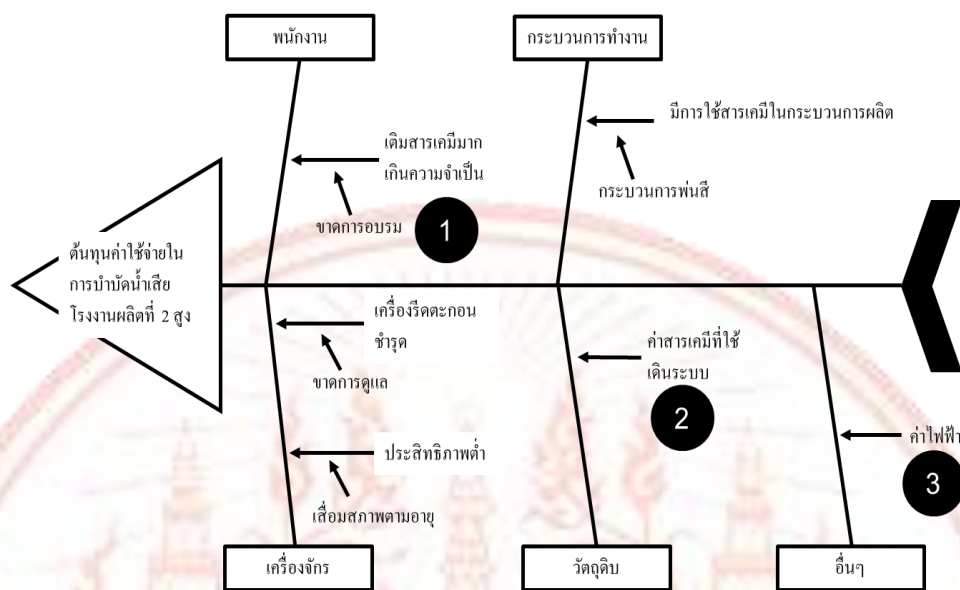 พนักงาน
กระบวนการทำงาน
เติมสารเคมีมาก
เกินความจำเป็น
ขาดการอบรม
1
มีการใช้สารเคมีในกระบวนการผลิต
กระบวนการพ่นสี
ต้นทุนค่าใช้จ่ายใน
การบำบัดน้ำเสีย
โรงงานผลิตที่ 2 สูง
เครื่องรีดตะกอน
ชำรุด
ขาดการดูแล
ประสิทธิภาพต่ำ
เสื่อมสภาพตามอายุ
ค่าสารเคมีที่ใช้
เดินระบบ
2
ค่าไฟฟ้า
3
เครื่องจักร
วัตถุดิบ
อื่นๆ